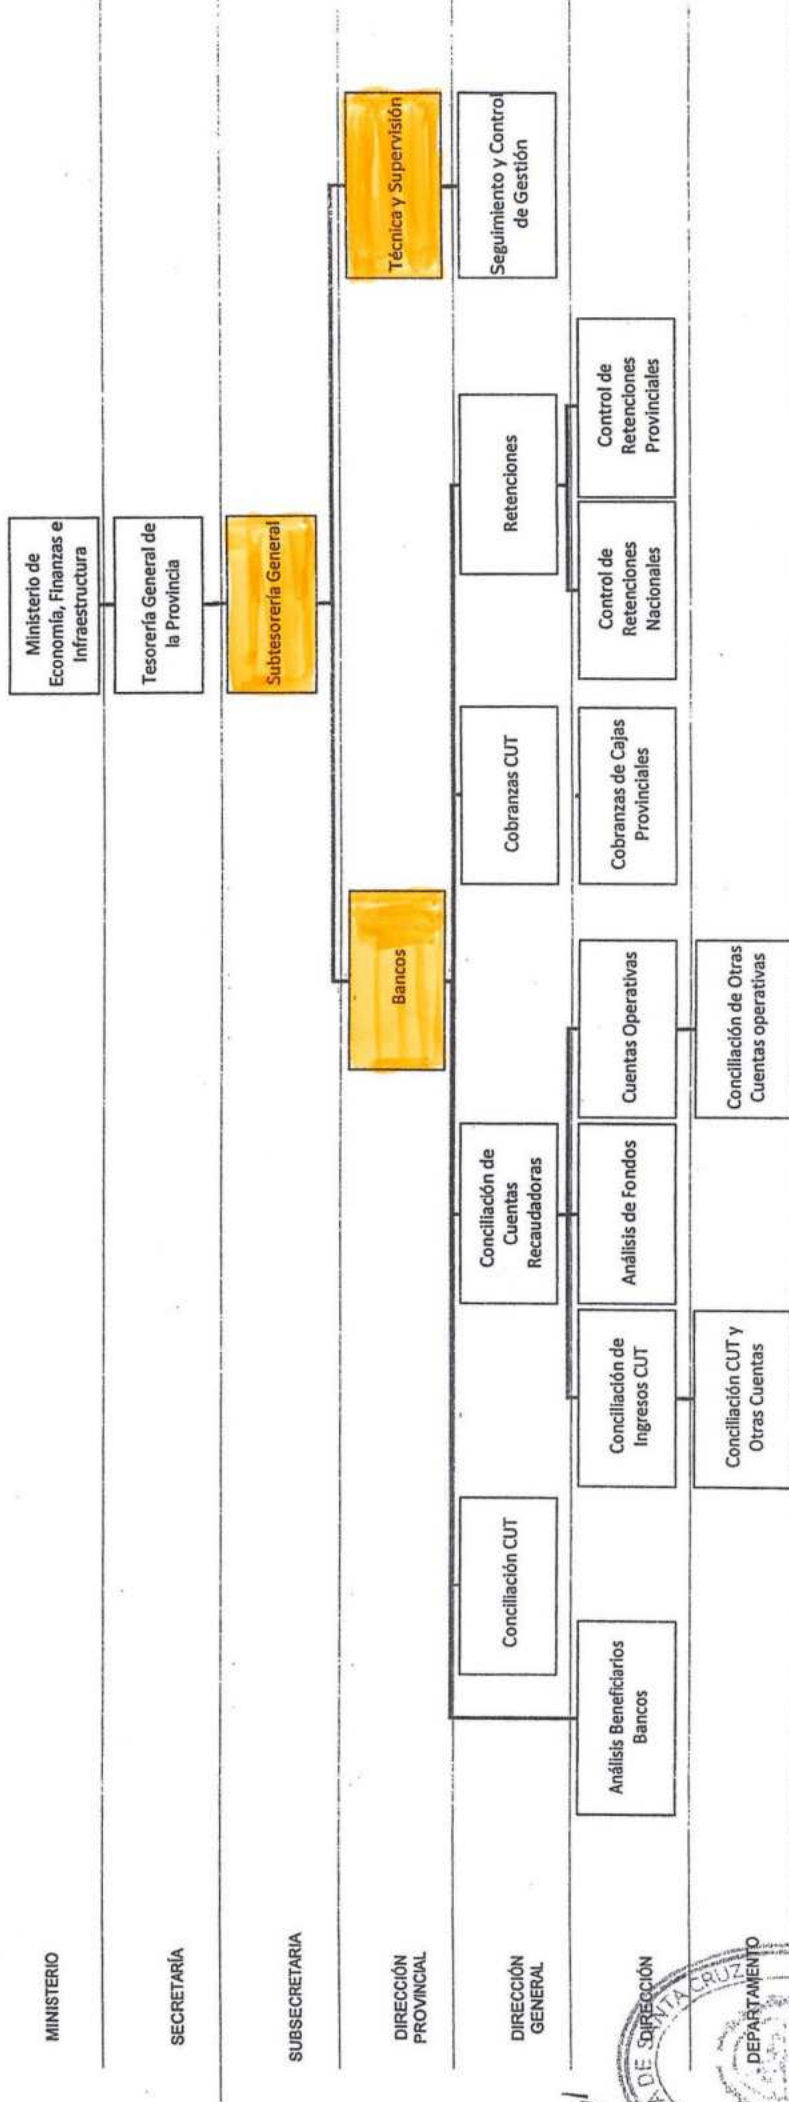 MINISTERIO
Ministerio de
Economía, Finanzas e
Infraestructura
SECRETARÍA
Tesorería General de
la Provincia
SUBSECRETARIA
Subtesorería General
DIRECCIÓN
PROVINCIAL
Bancos
Técnica y Supervisión
DIRECCIÓN
GENERAL
Conciliación CUT
Conciliación de
Cuentas
Recaudadoras
Cobranzas CUT
Retenciones
Seguimiento y Control
de Gestión
DIRECCIÓN
Análisis Beneficiarios
Bancos
Conciliación de
Ingresos CUT
Análisis de Fondos
Cuentas Operativas
Cobranzas de Cajas
Provinciales
Control de
Retenciones
Nacionales
Control de
Retenciones
Provinciales
DEPARTAMENTO
Conciliación CUT y
Otras Cuentas
Conciliación de Otras
Cuentas operativas
DE SANTA CRUZ